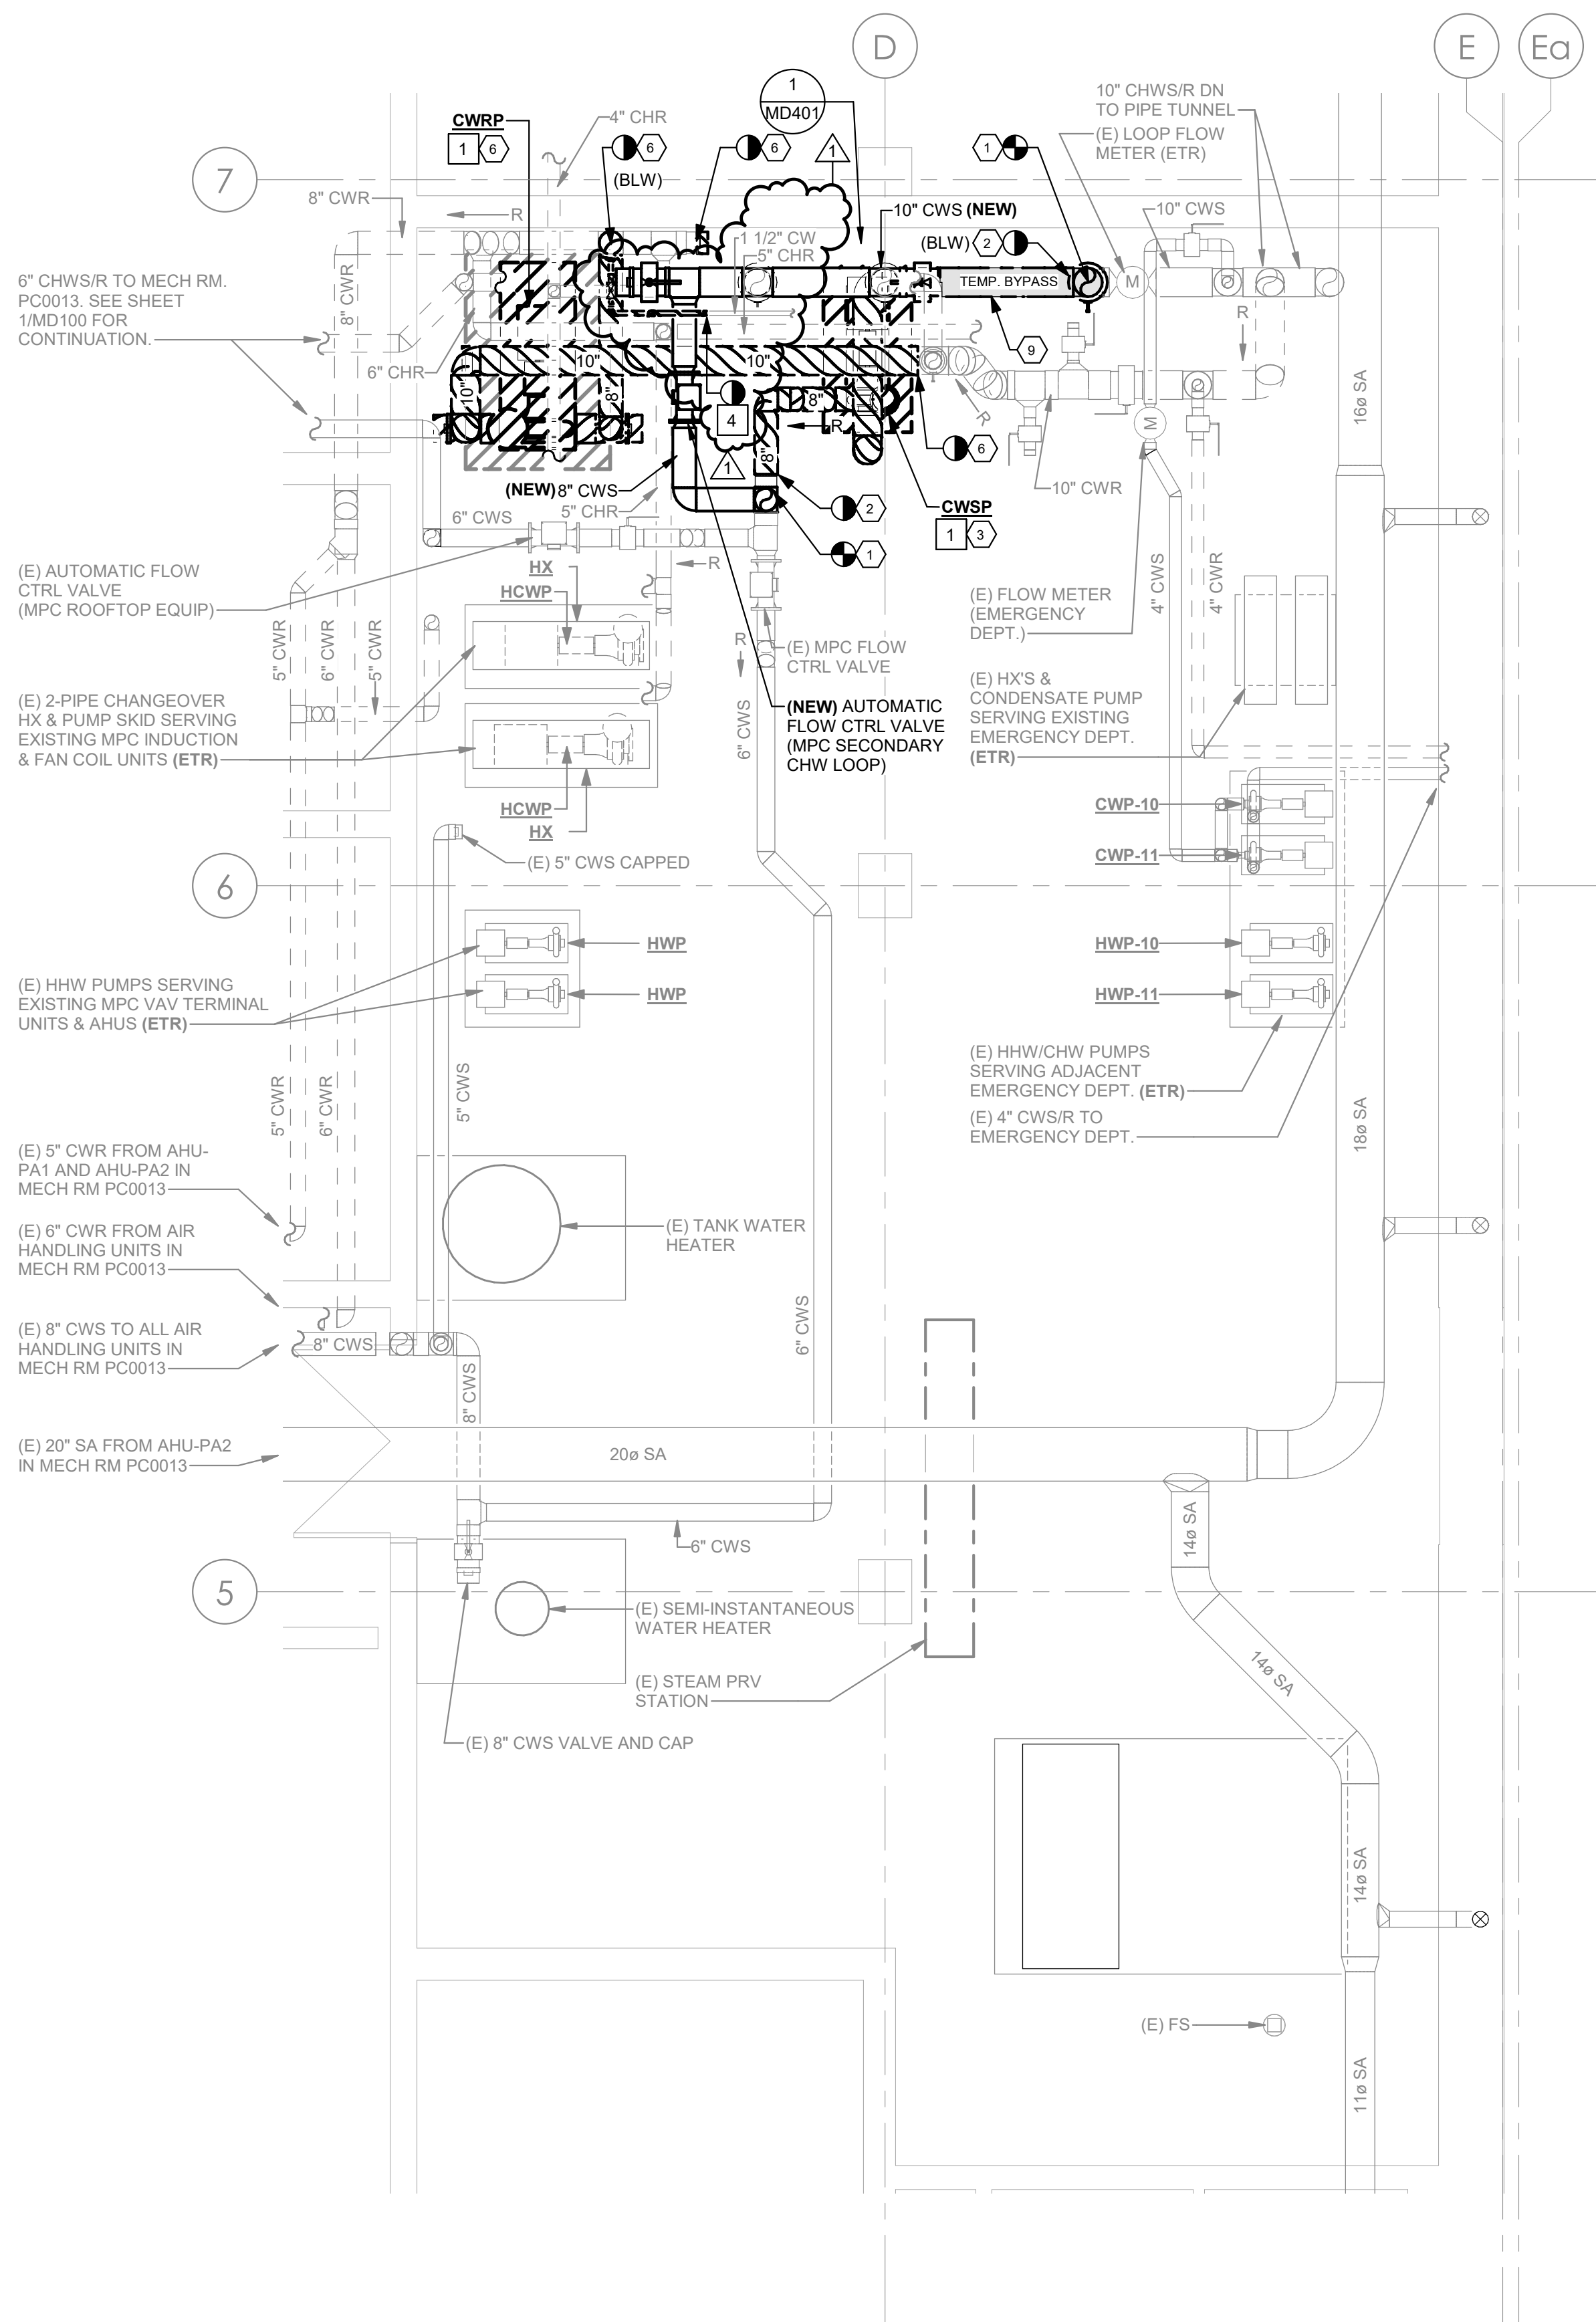 D
E
Ea
1
MD401
10" CHWS/R DN
TO PIPE TUNNEL
(E) LOOP FLOW
METER (ETR)
CWRP
1
6
4" CHR
6
(BLW)
6
1
1
7
8" CWR
R
10" CWS (NEW)
10" CWS
(BLW)
2
1 1/2" CW
5" CHR
TEMP. BYPASS
M
6" CHWS/R TO MECH RM.
PC0013. SEE SHEET
1/MD100 FOR
CONTINUATION.
8" CWR
R
9
6" CHR
10"
10"
10"
8"
8"
4
R
R
M
16ø SA
1
8"
6
(NEW) 8" CWS
5" CHR
10" CWR
2
CWSP
1
3
6" CWS
1
R
(E) AUTOMATIC FLOW
CTRL VALVE
(MPC ROOFTOP EQUIP)
HX
HCWP
(E) FLOW METER
(EMERGENCY
DEPT.)
4" CWS
4" CWR
R
(E) MPC FLOW
CTRL VALVE
5" CWR
6" CWR
5" CWR
(E) 2-PIPE CHANGEOVER
HX & PUMP SKID SERVING
EXISTING MPC INDUCTION
& FAN COIL UNITS (ETR)
(NEW) AUTOMATIC
FLOW CTRL VALVE
(MPC SECONDARY
CHW LOOP)
6" CWS
(E) HX'S &
CONDENSATE PUMP
SERVING EXISTING
EMERGENCY DEPT.
(ETR)
HCWP
HX
CWP-10
CWP-11
(E) 5" CWS CAPPED
6
HWP
HWP
HWP-10
HWP-11
(E) HHW PUMPS SERVING
EXISTING MPC VAV TERMINAL
UNITS & AHUS (ETR)
(E) HHW/CHW PUMPS
SERVING ADJACENT
EMERGENCY DEPT. (ETR)
(E) 4" CWS/R TO
EMERGENCY DEPT.
5" CWR
6" CWR
5" CWS
18ø SA
(E) 5" CWR FROM AHU-
PA1 AND AHU-PA2 IN
MECH RM PC0013
(E) 6" CWR FROM AIR
HANDLING UNITS IN
MECH RM PC0013
(E) TANK WATER
HEATER
(E) 8" CWS TO ALL AIR
HANDLING UNITS IN
MECH RM PC0013
8" CWS
8" CWS
6" CWS
(E) 20" SA FROM AHU-PA2
IN MECH RM PC0013
20ø SA
6" CWS
14ø SA
5
(E) SEMI-INSTANTANEOUS
WATER HEATER
(E) STEAM PRV
STATION
14ø SA
(E) 8" CWS VALVE AND CAP
14ø SA
(E) FS
11ø SA